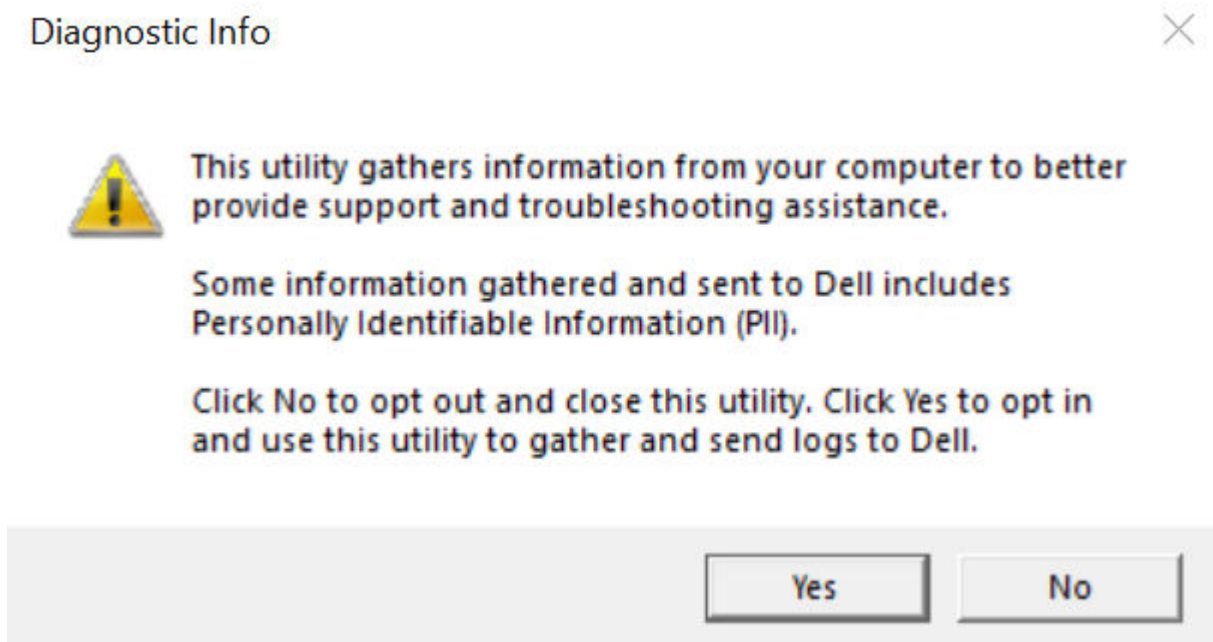 Diagnostic Info
This utility gathers information from your computer to better
provide support and troubleshooting assistance.
Some information gathered and sent to Dell includes
Personally Identifiable Information (PII).
Click No to opt out and close this utility. Click Yes to opt in
and use this utility to gather and send logs to Dell.
Yes
No